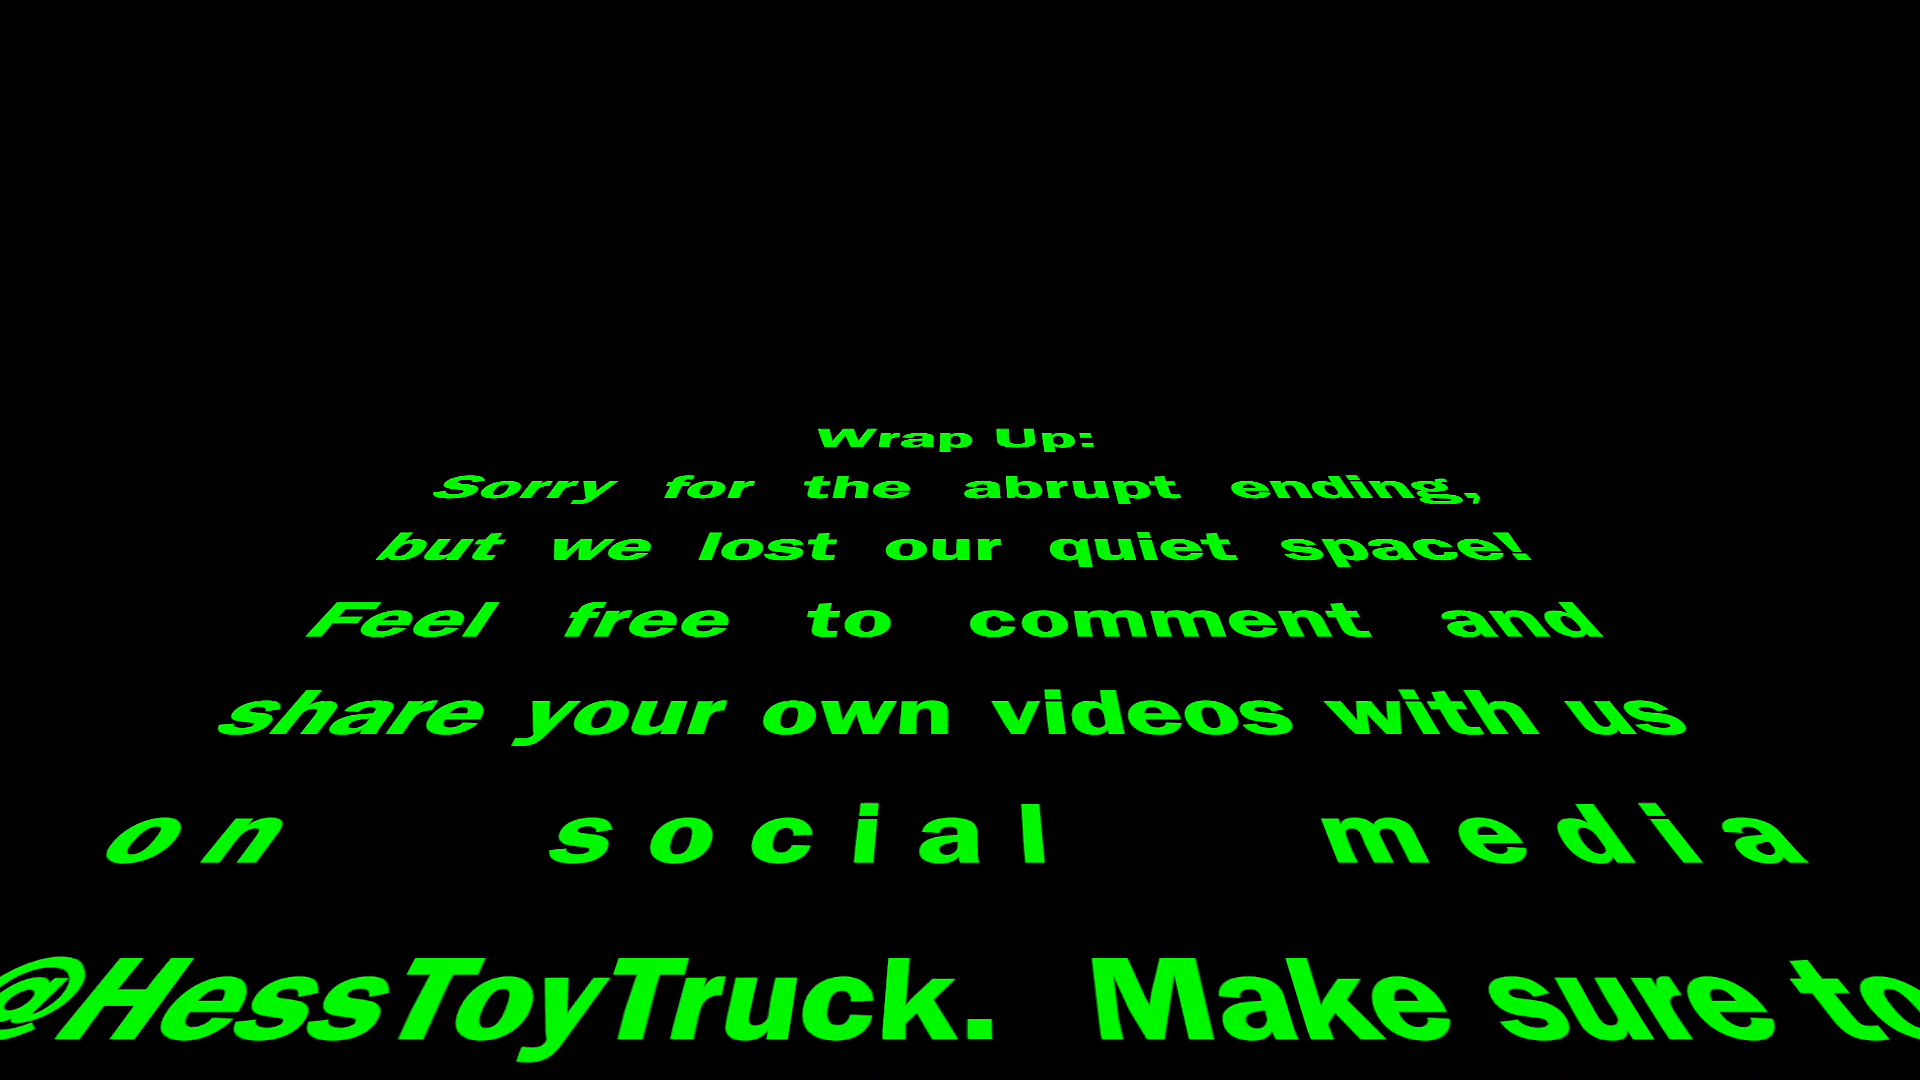 Wrap Up:
Sorry for the abrupt ending,
but we lost our quiet space!
Feel free to comment and
share your own videos with us
on social media
@HessToyTruck. Make sure to